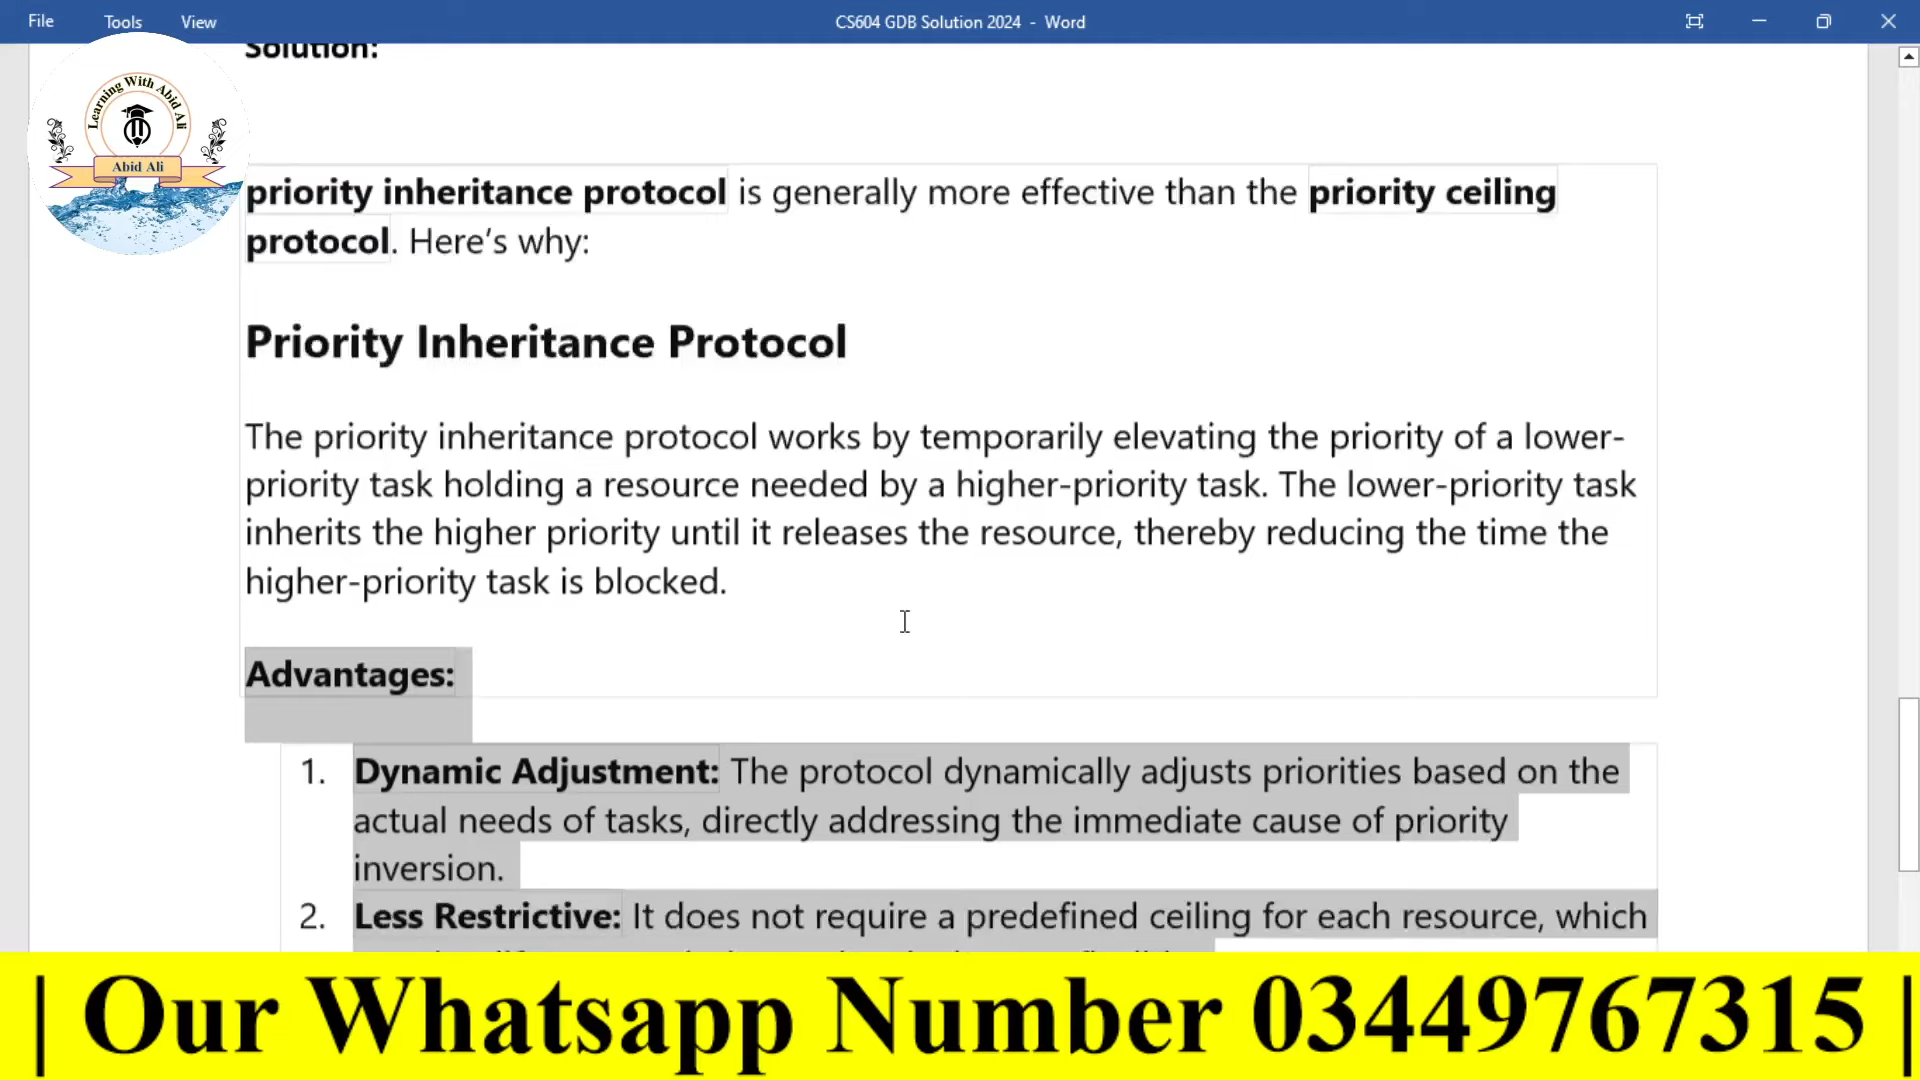 File Tools View CS604 GDB Solution 2024 - Word
Solution:
Learning With Abid Ali
Abid Ali
priority inheritance protocol is generally more effective than the priority ceiling
protocol. Here’s why:
Priority Inheritance Protocol
The priority inheritance protocol works by temporarily elevating the priority of a lower-
priority task holding a resource needed by a higher-priority task. The lower-priority task
inherits the higher priority until it releases the resource, thereby reducing the time the
higher-priority task is blocked.
Advantages:
1. Dynamic Adjustment: The protocol dynamically adjusts priorities based on the
actual needs of tasks, directly addressing the immediate cause of priority
inversion.
2. Less Restrictive: It does not require a predefined ceiling for each resource, which
| Our Whatsapp Number 03449767315 |